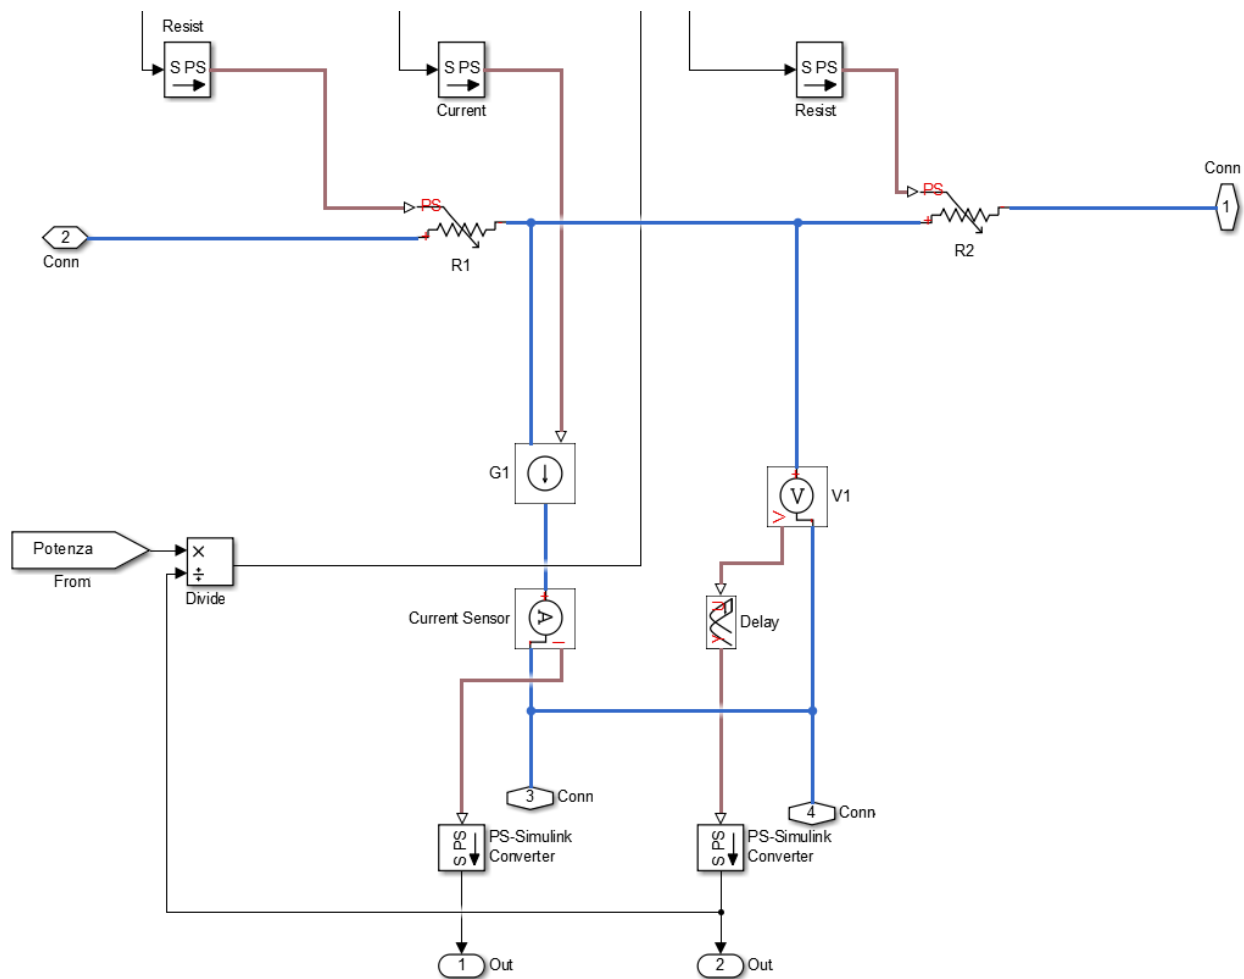 Resist
S PS
S PS
Current
S PS
Resist
Conn
1
PS
PS
2
Conn
R1
R2
G1
V
V1
V
Potenza
From
×
÷
Divide
Current Sensor
A
I
U
Y
Delay
3
Conn
4
Conn
S PS
PS-Simulink
Converter
S PS
PS-Simulink
Converter
1
Out
2
Out